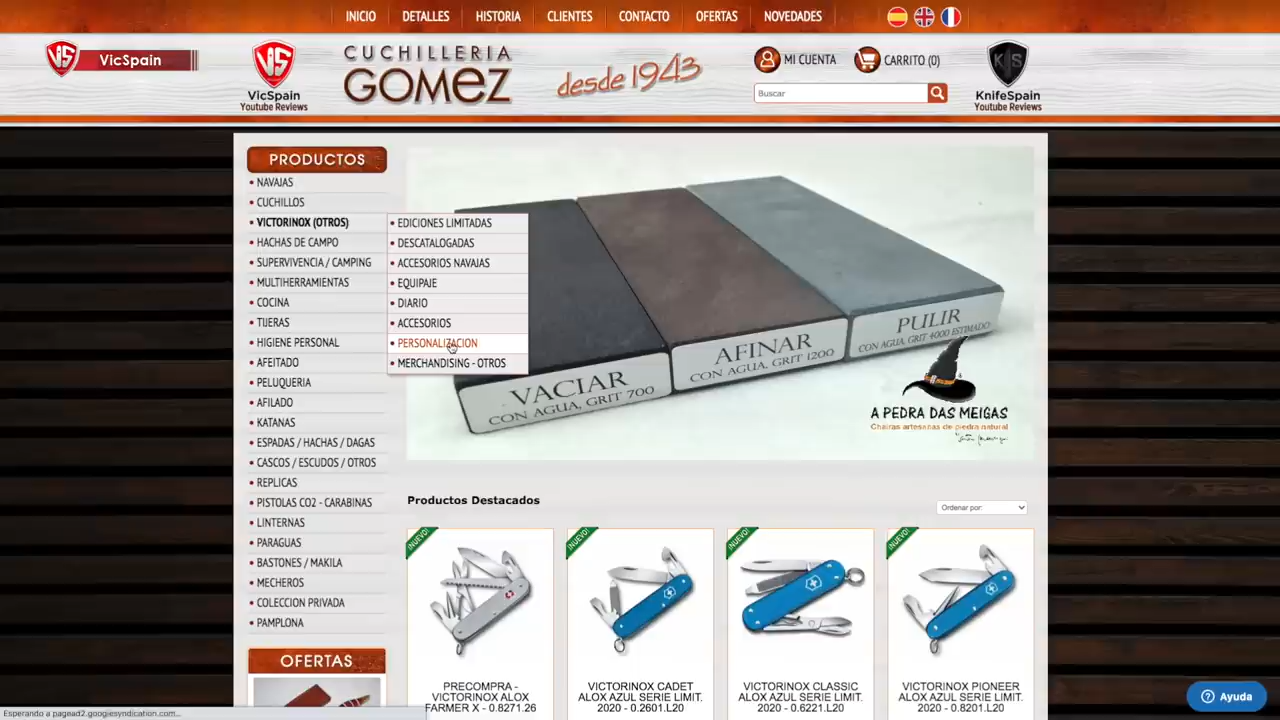 INICIO
DETALLES
HISTORIA
CLIENTES
CONTACTO
OFERTAS
NOVEDADES
VS VicSpain
VS
VicSpain
Youtube Reviews
CUCHILLERIA
GOMEZ
desde 1943
MI CUENTA
CARRITO (0)
Buscar
KS
KnifeSpain
Youtube Reviews
PRODUCTOS
• NAVAJAS
• CUCHILLOS
• VICTORINOX (OTROS)
• HACHAS DE CAMPO
• SUPERVIVENCIA / CAMPING
• MULTIHERRAMIENTAS
• COCINA
• TIJERAS
• HIGIENE PERSONAL
• AFEITADO
• PELUQUERIA
• AFILADO
• KATANAS
• ESPADAS / HACHAS / DAGAS
• CASCOS / ESCUDOS / OTROS
• REPLICAS
• PISTOLAS CO2 - CARABINAS
• LINTERNAS
• PARAGUAS
• BASTONES / MAKILA
• MECHEROS
• COLECCION PRIVADA
• PAMPLONA
• EDICIONES LIMITADAS
• DESCATALOGADAS
• ACCESORIOS NAVAJAS
• EQUIPAJE
• DIARIO
• ACCESORIOS
• PERSONALIZACION
• MERCHANDISING - OTROS
VACIAR
CON AGUA, GRIT 700
AFINAR
CON AGUA, GRIT 1200
PULIR
CON AGUA, GRIT 4000 ESTIMADO
A PEDRA DAS MEIGAS
Chairas artesanas de piedra natural
Productos Destacados
Ordenar por:
¡NUEVO!
PRECOMPRA -
VICTORINOX ALOX
FARMER X - 0.8271.26
¡NUEVO!
VICTORINOX CADET
ALOX AZUL SERIE LIMIT.
2020 - 0.2601.L20
¡NUEVO!
VICTORINOX CLASSIC
ALOX AZUL SERIE LIMIT.
2020 - 0.6221.L20
¡NUEVO!
VICTORINOX PIONEER
ALOX AZUL SERIE LIMIT.
2020 - 0.8201.L20
OFERTAS
Ayuda
Esperando a pagead2.googlesyndication.com...